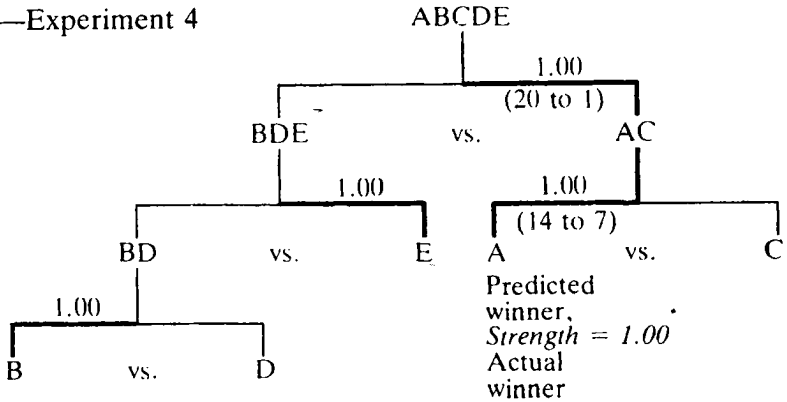 —Experiment 4
ABCDE
1.00
(20 to 1)
BDE vs. AC
1.00 1.00
(14 to 7)
BD vs. E A vs. C
Predicted
winner,
Strength = 1.00
Actual
winner
1.00
B vs. D